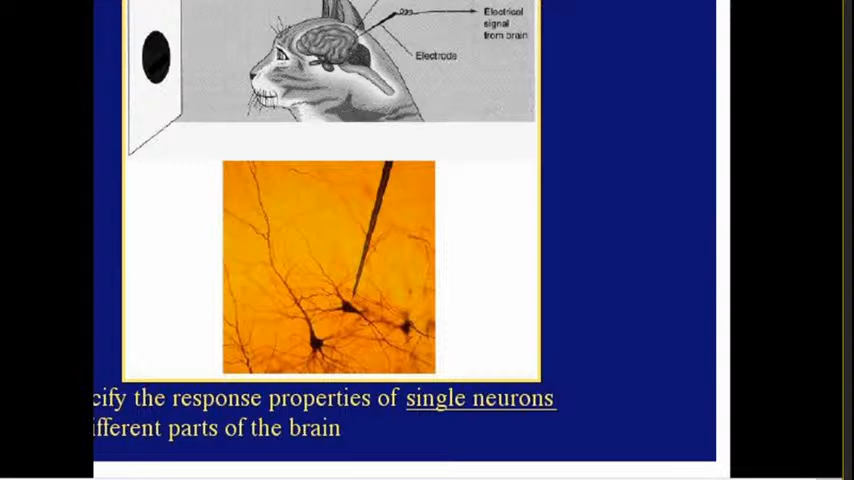 Electrical
signal
from brain
Electrode
cify the response properties of single neurons
ifferent parts of the brain